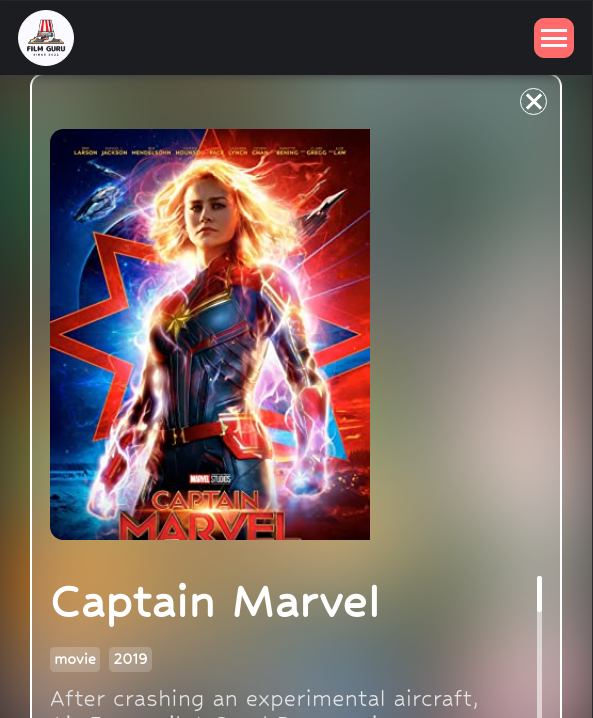 FILM GURU
SINCE 2022
LARSON JACKSON MENDELSOHN HOUNSOU PACE LYNCH CHAN BENING GREGG LAW
MARVEL STUDIOS
CAPTAIN
MARVEL
Captain Marvel
movie 2019
After crashing an experimental aircraft,